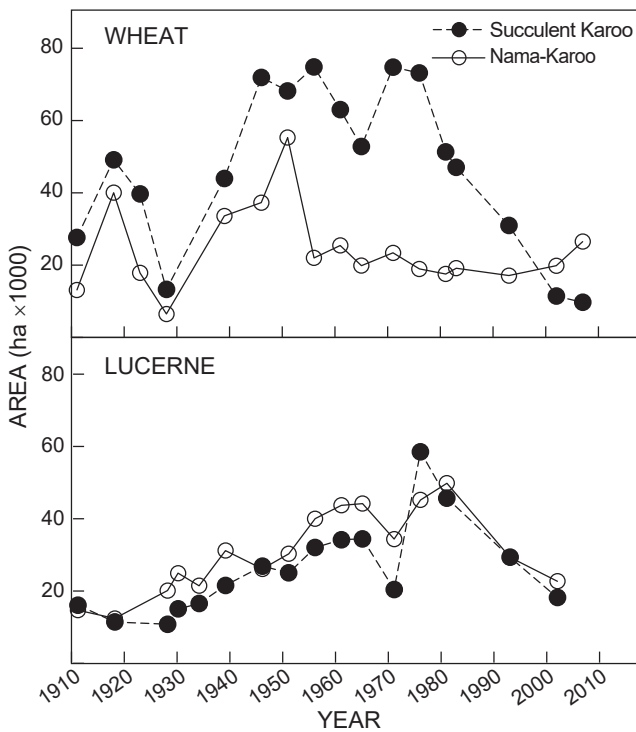 WHEAT
Succulent Karoo
Nama-Karoo
80
60
40
20
AREA (ha ×1000)
LUCERNE
80
60
40
20
1910 1920 1930 1940 1950 1960 1970 1980 1990 2000 2010
YEAR